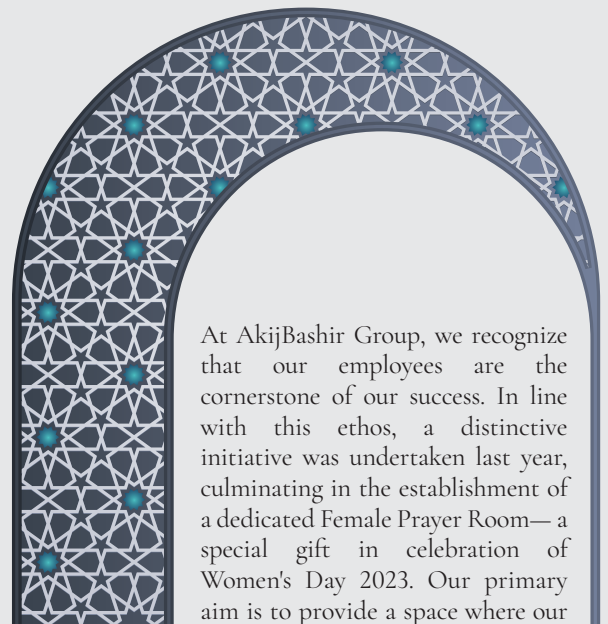 At AkijBashir Group, we recognize
that our employees are the
cornerstone of our success. In line
with this ethos, a distinctive
initiative was undertaken last year,
culminating in the establishment of
a dedicated Female Prayer Room— a
special gift in celebration of
Women's Day 2023. Our primary
aim is to provide a space where our